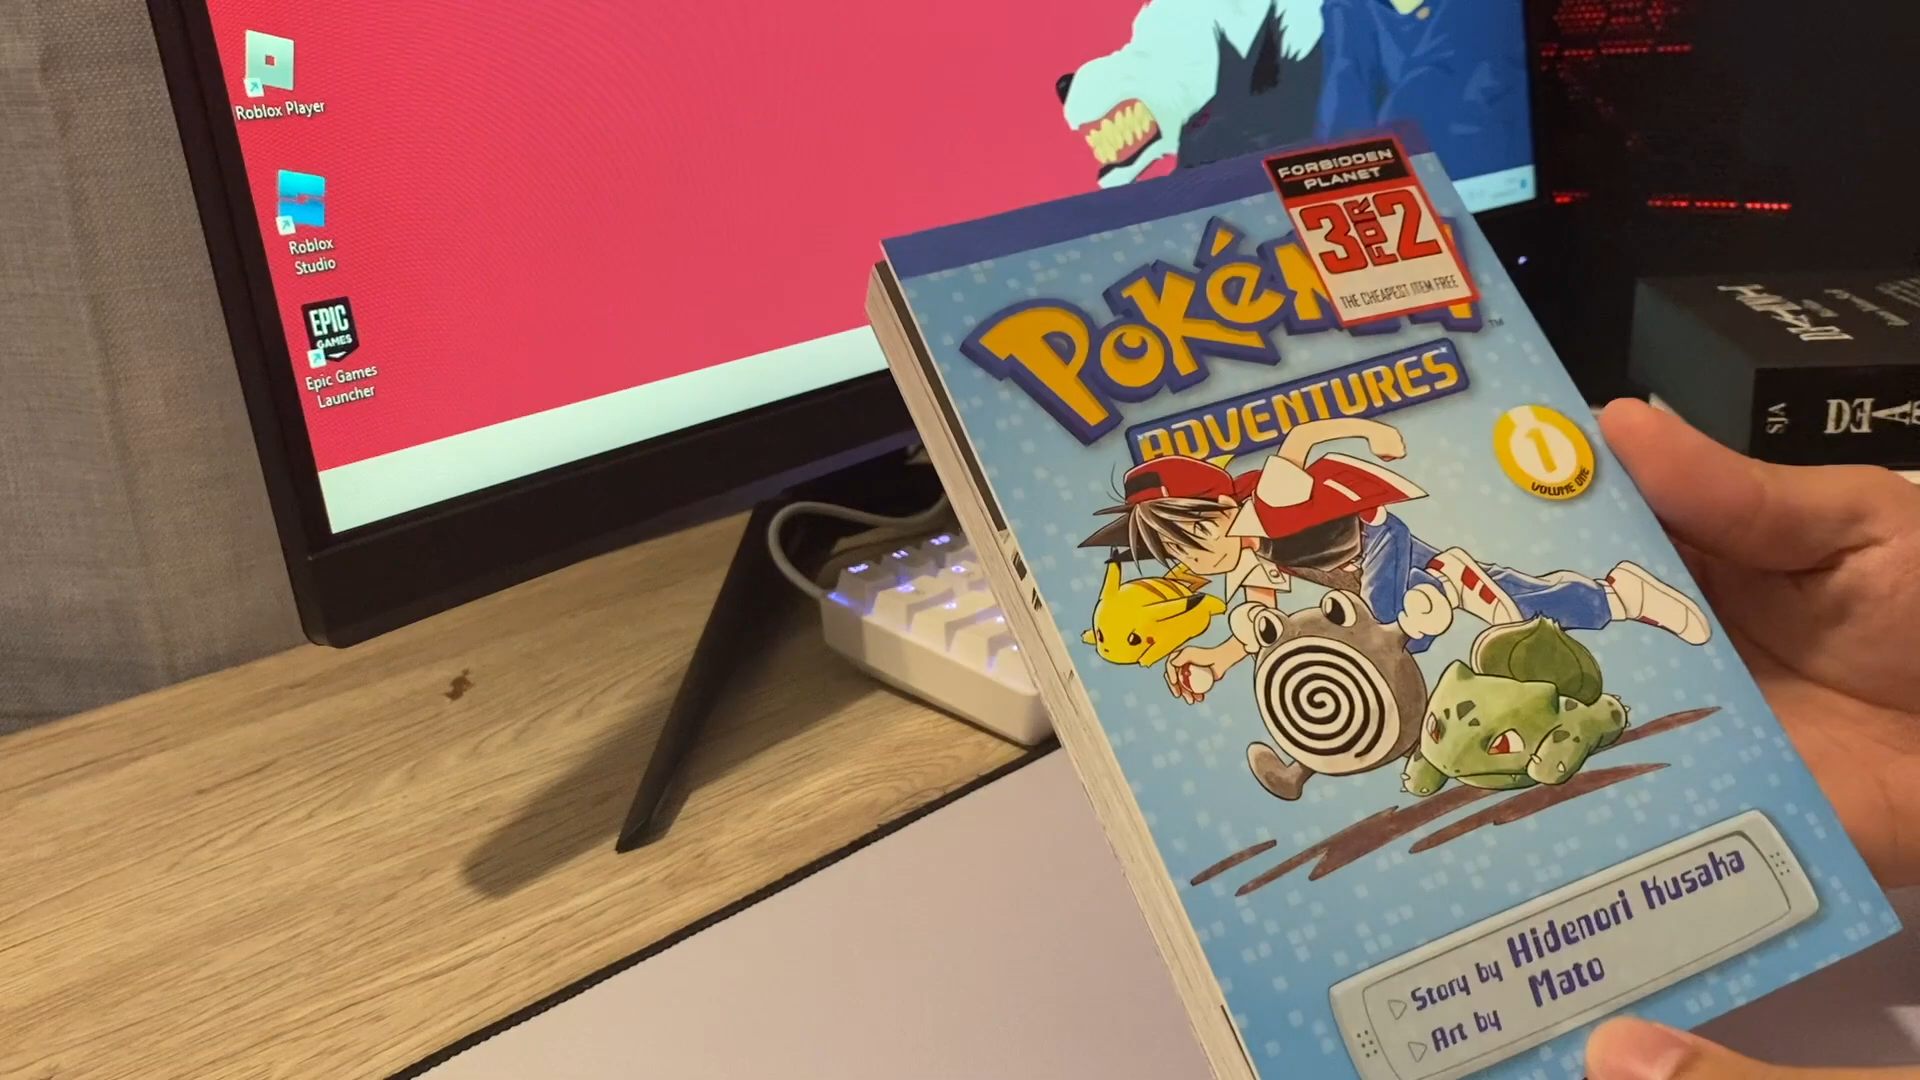 Roblox Player
Roblox
Studio
EPIC
GAMES
Epic Games
Launcher
FORBIDDEN
PLANET
3 FOR 2
THE CHEAPEST ITEM FREE
ADVENTURES
1
VOLUME ONE
Story by Hidenori Kusaka
Art by Mato